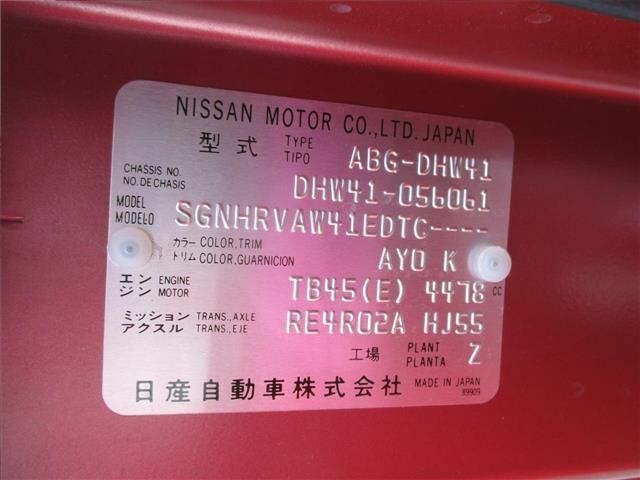 NISSAN MOTOR CO.,LTD. JAPAN
型式 TYPE TIPO ABG-DHW41
CHASSIS NO. NO. DE CHASIS DHW41-056061
MODEL MODELO SGNHRVAW41EDTC----
カラー COLOR,TRIM
トリム COLOR,GUARNICION AYO K
エンジン ENGINE MOTOR TB45(E) 4478 CC
ミッション TRANS.,AXLE
アクスル TRANS.,EJE RE4R02A HJ55
工場 PLANT PLANTA Z
日産自動車株式会社 MADE IN JAPAN
89909